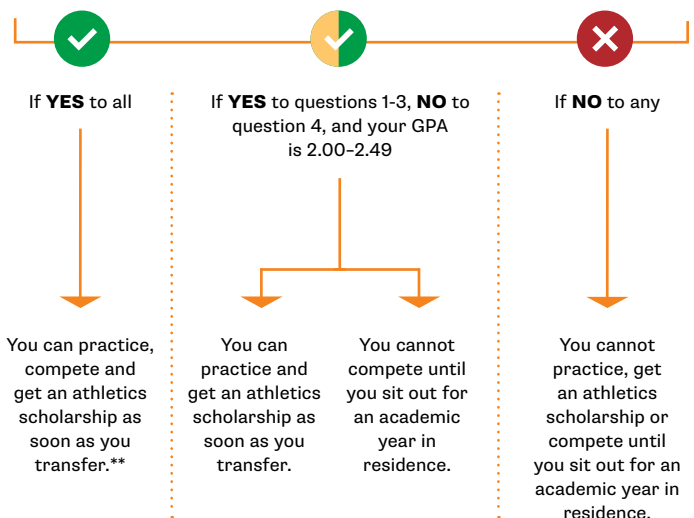 If YES to all
If YES to questions 1-3, NO to
question 4, and your GPA
is 2.00–2.49
If NO to any
You can practice,
compete and
get an athletics
scholarship as
soon as you
transfer.**
You can
practice and
get an athletics
scholarship as
soon as you
transfer.
You cannot
compete until
you sit out for
an academic
year in
residence.
You cannot
practice, get
an athletics
scholarship or
compete until
you sit out for an
academic year in
residence.